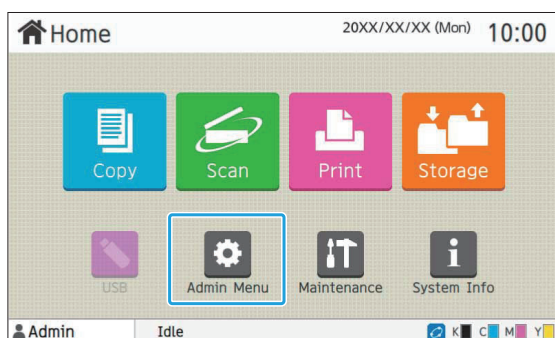 Home 20XX/XX/XX (Mon) 10:00
Copy Scan Print Storage
USB Admin Menu Maintenance System Info
Admin Idle K C M Y